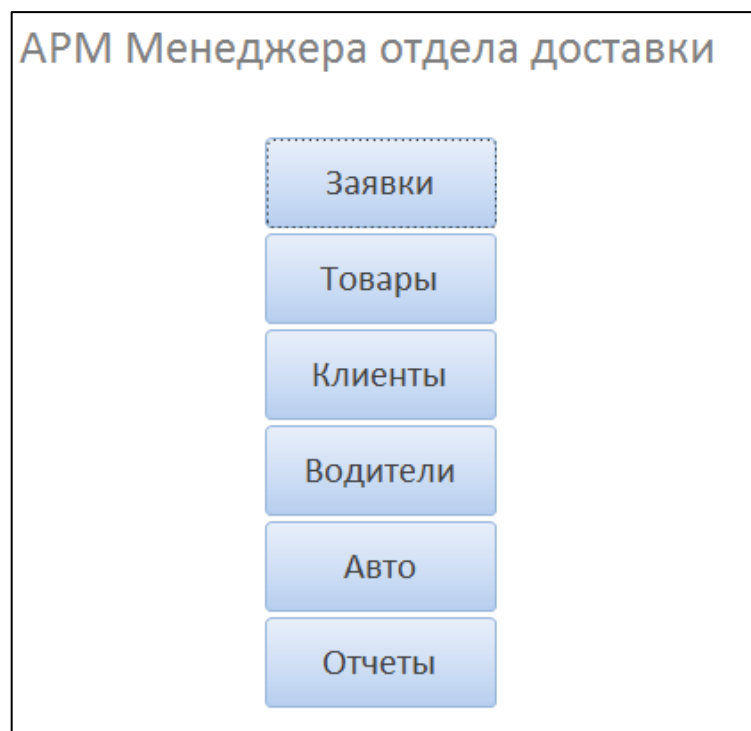 АРМ Менеджера отдела доставки
Заявки
Товары
Клиенты
Водители
Авто
Отчеты